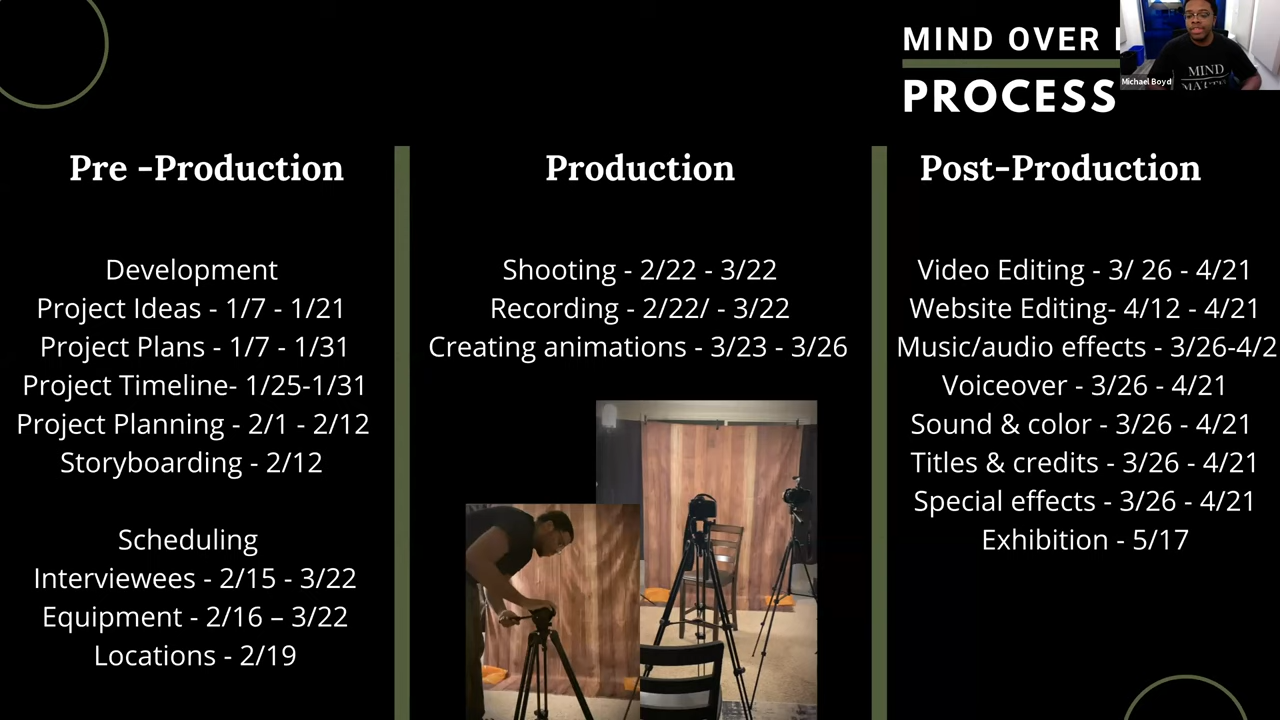 MIND OVER
PROCESS
MIND
MATTER
Michael Boyd
Pre -Production
Development
Project Ideas - 1/7 - 1/21
Project Plans - 1/7 - 1/31
Project Timeline- 1/25-1/31
Project Planning - 2/1 - 2/12
Storyboarding - 2/12
Scheduling
Interviewees - 2/15 - 3/22
Equipment - 2/16 – 3/22
Locations - 2/19
Production
Shooting - 2/22 - 3/22
Recording - 2/22/ - 3/22
Creating animations - 3/23 - 3/26
Post-Production
Video Editing - 3/ 26 - 4/21
Website Editing- 4/12 - 4/21
Music/audio effects - 3/26-4/2
Voiceover - 3/26 - 4/21
Sound & color - 3/26 - 4/21
Titles & credits - 3/26 - 4/21
Special effects - 3/26 - 4/21
Exhibition - 5/17